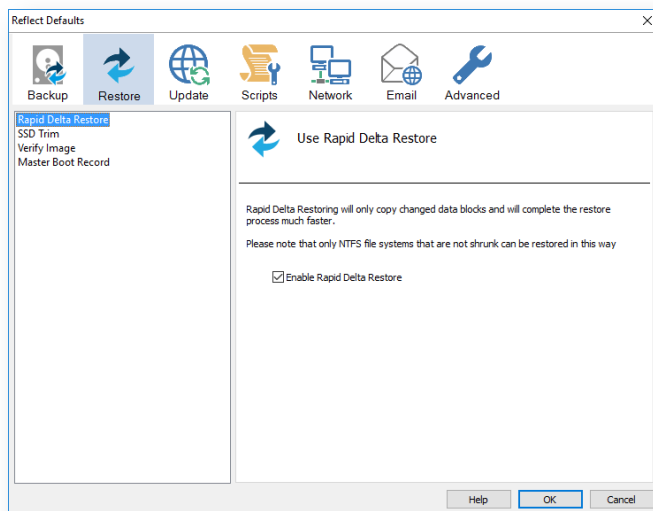 Reflect Defaults
Backup
Restore
Update
Scripts
Network
Email
Advanced
Rapid Delta Restore
SSD Trim
Verify Image
Master Boot Record
Use Rapid Delta Restore
Rapid Delta Restoring will only copy changed data blocks and will complete the restore
process much faster.
Please note that only NTFS file systems that are not shrunk can be restored in this way
Enable Rapid Delta Restore
Help
OK
Cancel